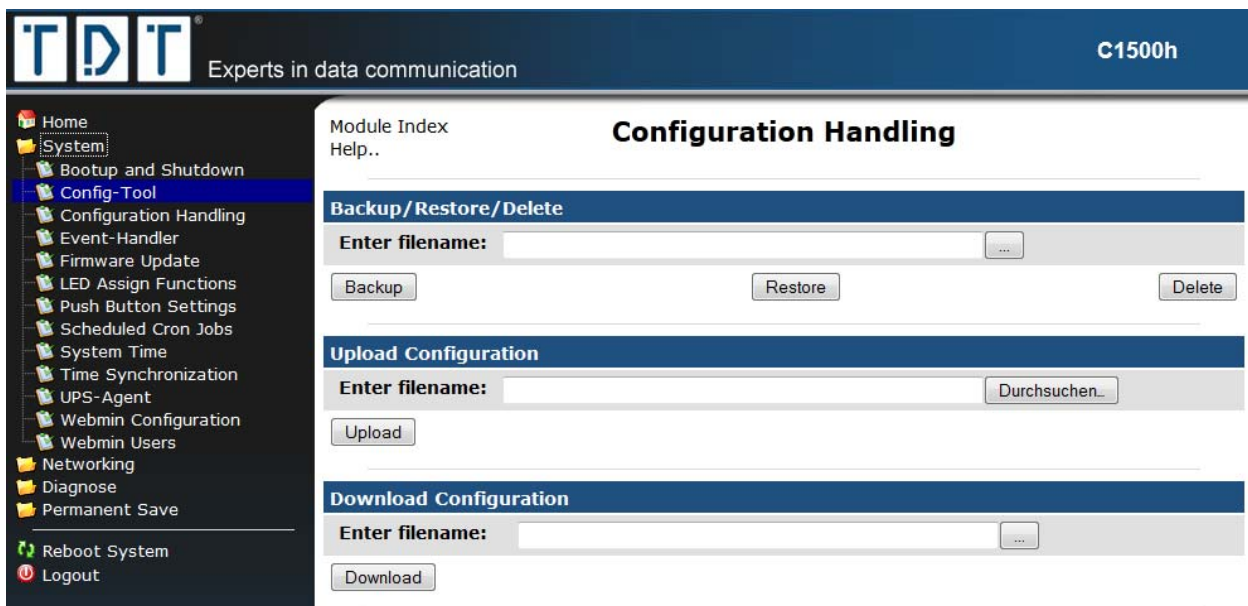 TDT®
Experts in data communication
C1500h
Home
System
Bootup and Shutdown
Config-Tool
Configuration Handling
Event-Handler
Firmware Update
LED Assign Functions
Push Button Settings
Scheduled Cron Jobs
System Time
Time Synchronization
UPS-Agent
Webmin Configuration
Webmin Users
Networking
Diagnose
Permanent Save
Reboot System
Logout
Module Index
Help..
Configuration Handling
Backup/Restore/Delete
Enter filename: ...
Backup Restore Delete
Upload Configuration
Enter filename: Durchsuchen...
Upload
Download Configuration
Enter filename: ...
Download